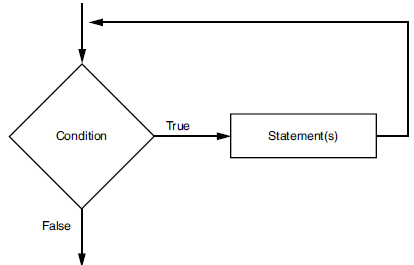 True
Condition
Statement(s)
False